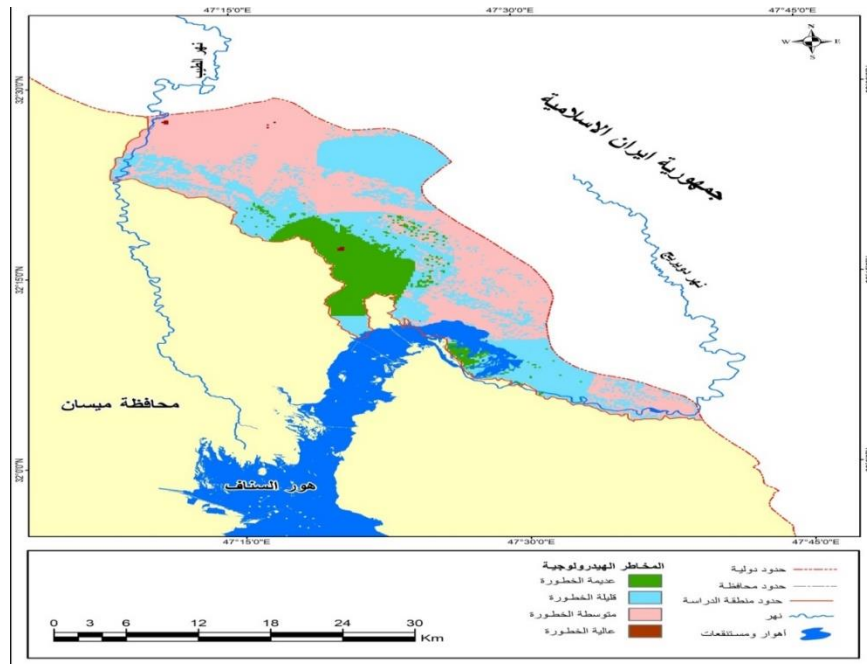 47°15'0"E 47°30'0"E 47°45'0"E
N
W E
S
32°30'0"N
نهر الطيب
جمهورية ايران الاسلامية
نهر دويريج
32°15'0"N
محافظة ميسان
32°0'0"N
هور السناف
47°15'0"E 47°30'0"E 47°45'0"E
المخاطر الهيدرولوجية
عديمة الخطورة
قليلة الخطورة
متوسطة الخطورة
عالية الخطورة
حدود دولية
حدود محافظة
حدود منطقة الدراسة
نهر
أهوار ومستنقعات
0 3 6 12 18 24 30
Km